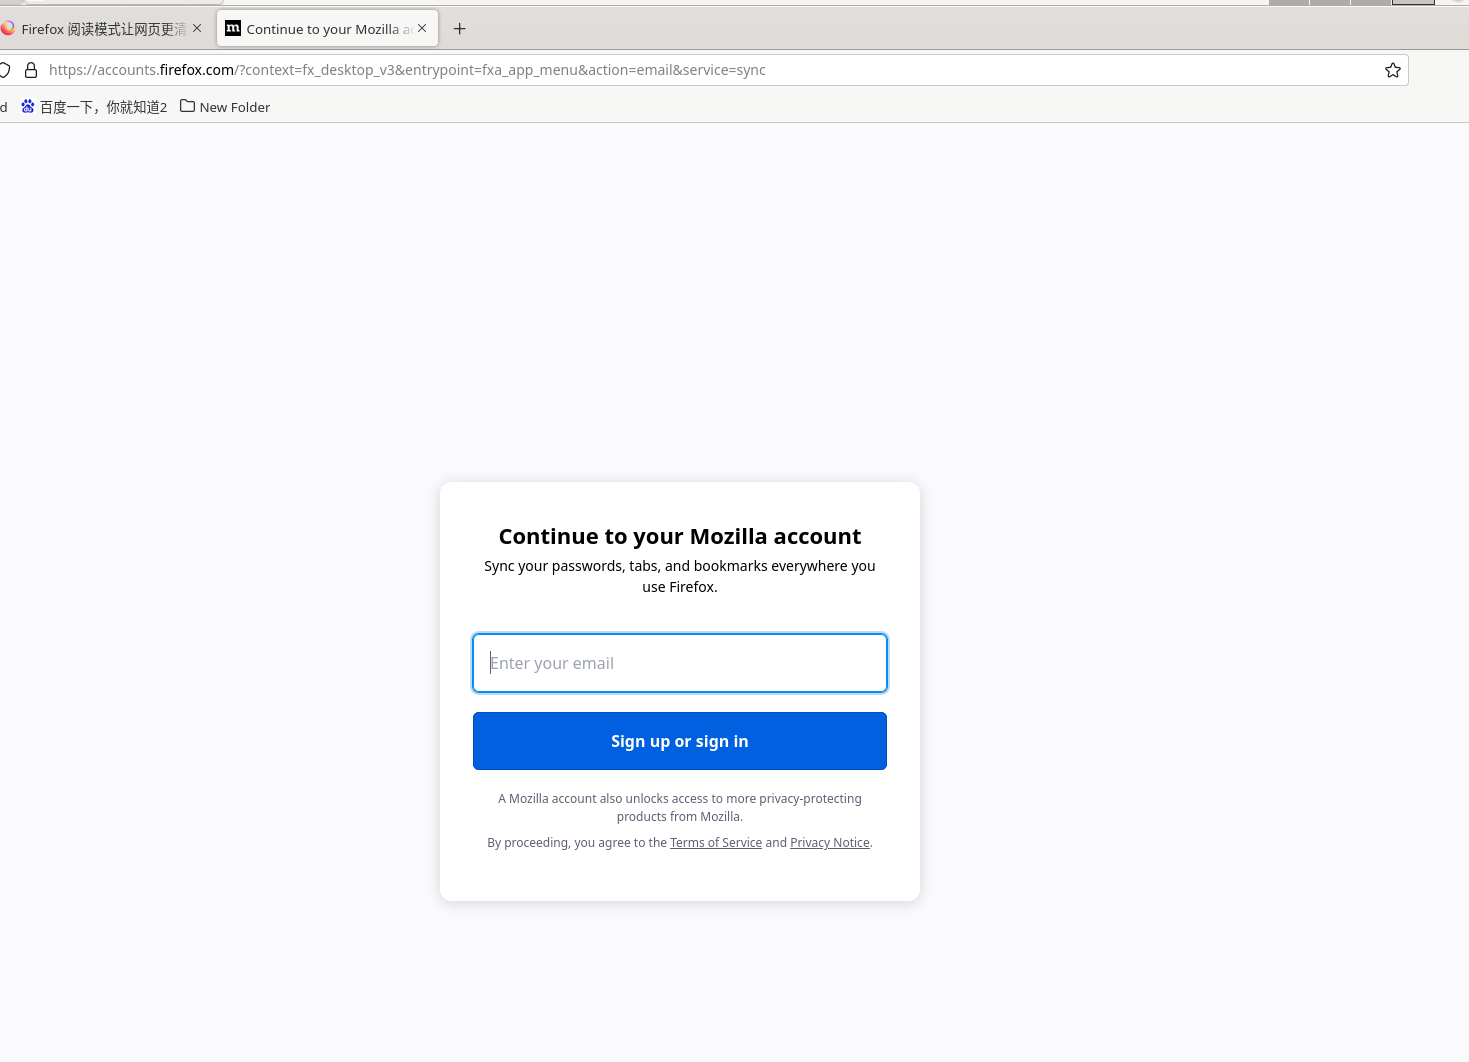 Firefox 阅读模式让网页更清
Continue to your Mozilla ac
https://accounts.firefox.com/?context=fx_desktop_v3&entrypoint=fxa_app_menu&action=email&service=sync
d 百度一下，你就知道2 New Folder
Continue to your Mozilla account
Sync your passwords, tabs, and bookmarks everywhere you
use Firefox.
Enter your email
Sign up or sign in
A Mozilla account also unlocks access to more privacy-protecting
products from Mozilla.
By proceeding, you agree to the Terms of Service and Privacy Notice.